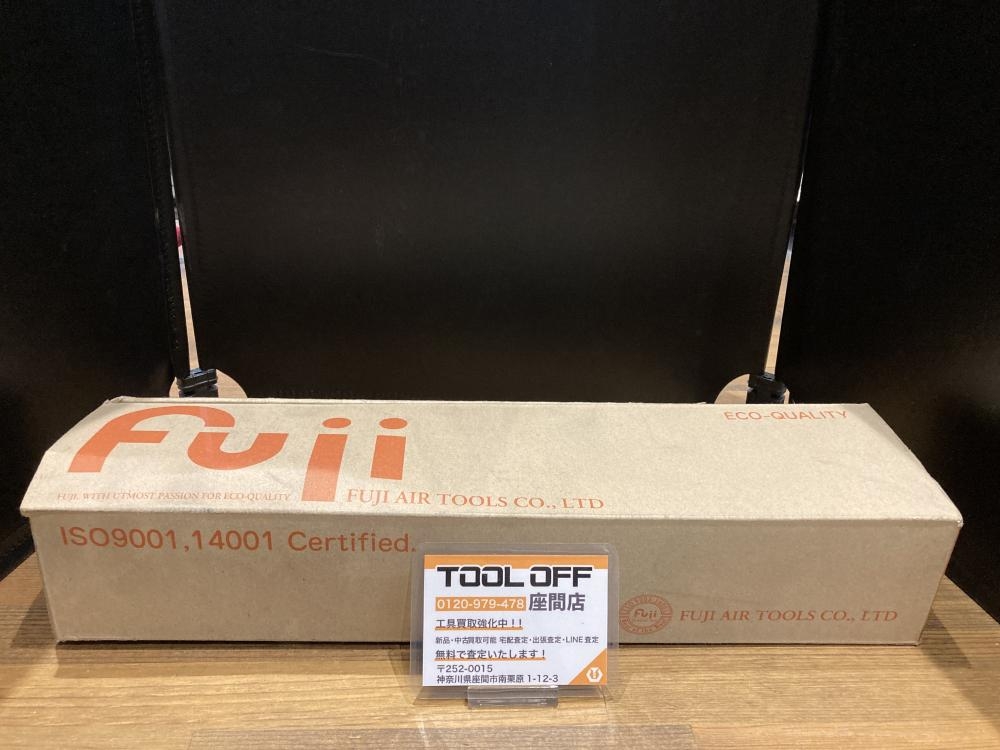 Fuji
ECO-QUALITY
FUJI, WITH UTMOST PASSION FOR ECO-QUALITY
FUJI AIR TOOLS CO., LTD
ISO9001,14001 Certified.
Fuji
FUJI AIR TOOLS CO., LTD
TOOL OFF
0120-979-478 座間店
工具買取強化中!!
新品・中古買取可能 宅配査定・出張査定・LINE査定
無料で査定いたします!
〒252-0015
神奈川県座間市南栗原 1-12-3